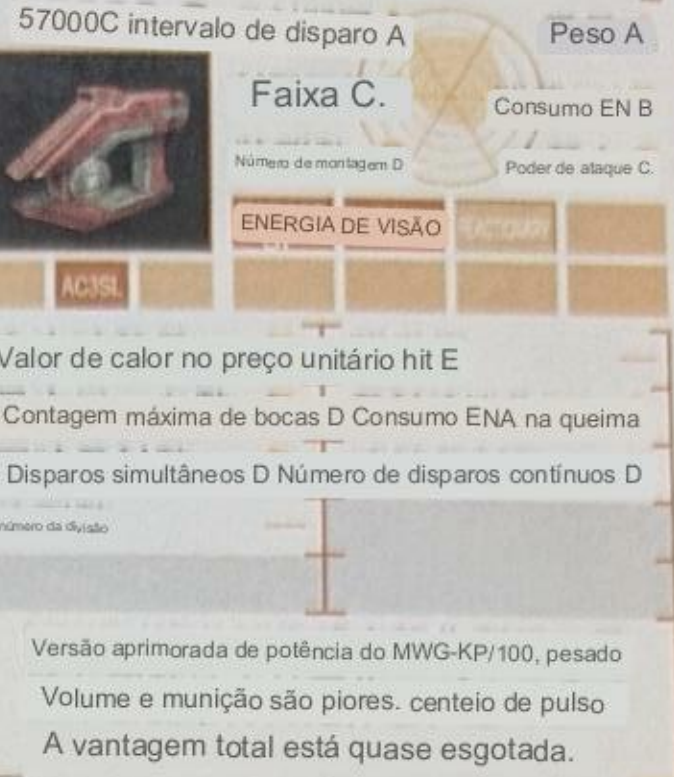 57000C intervalo de disparo A
Peso A
Faixa C.
Consumo EN B
Número de montagem D
Poder de ataque C.
ENERGIA DE VISÃO
AC3SL
Valor de calor no preço unitário hit E
Contagem máxima de bocas D Consumo ENA na queima
Disparos simultâneos D Número de disparos contínuos D
número da divisão
Versão aprimorada de potência do MWG-KP/100, pesado
Volume e munição são piores. centeio de pulso
A vantagem total está quase esgotada.